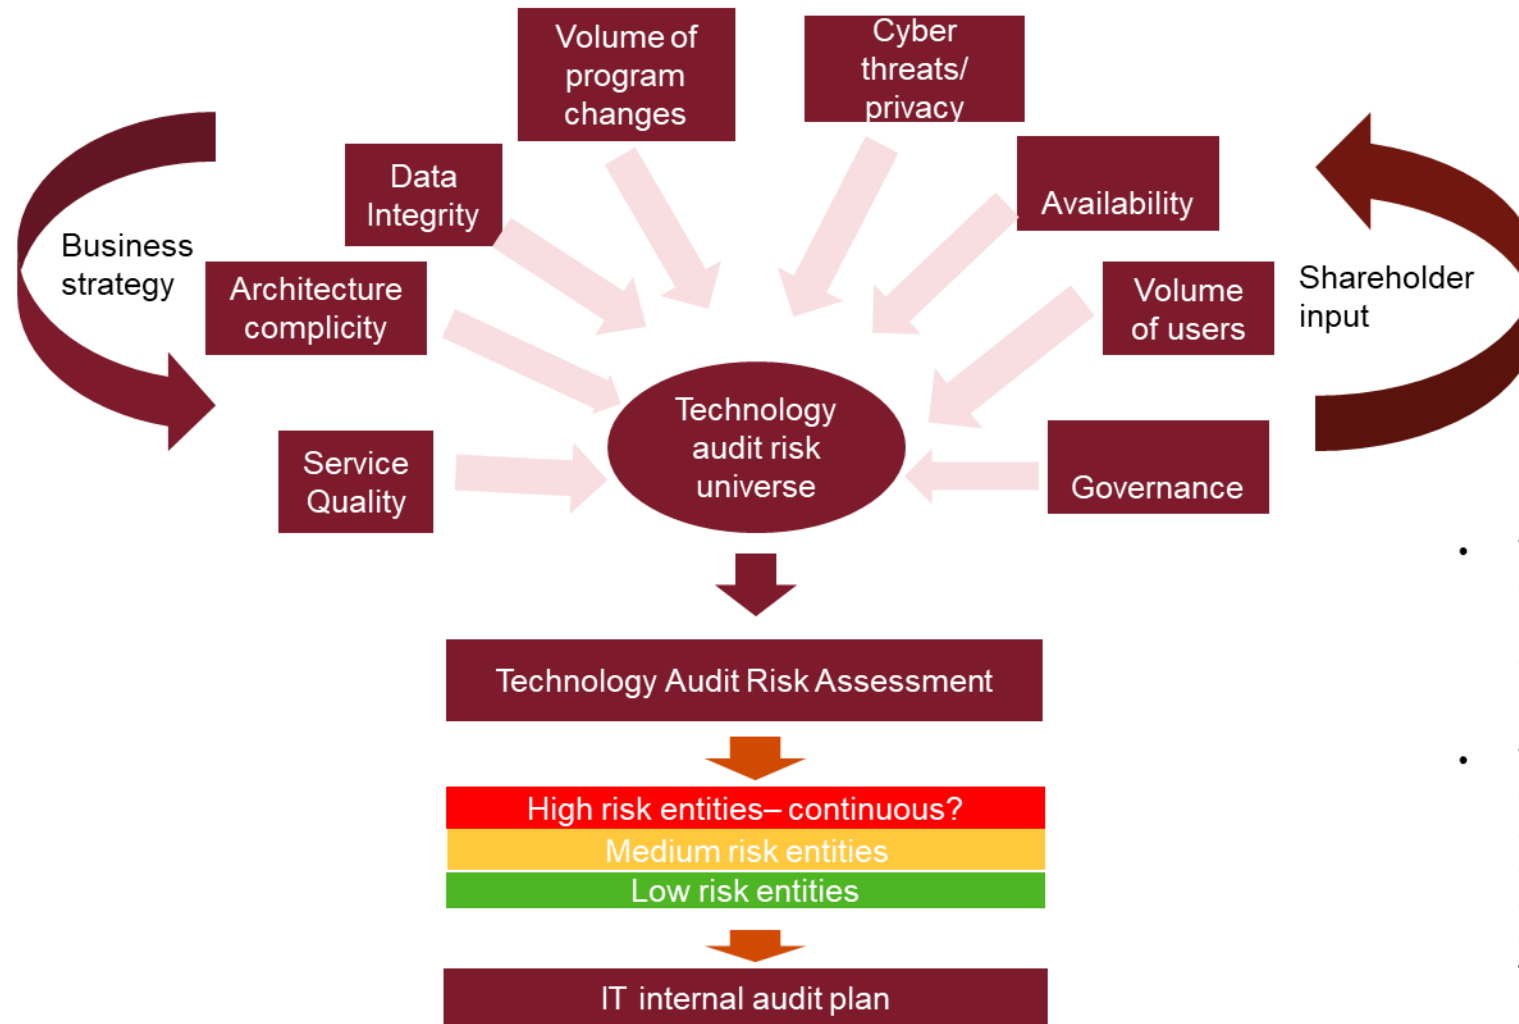 Volume of
program
changes
Cyber
threats/
privacy
Data
Integrity
Availability
Business
strategy
Architecture
complicity
Volume
of users
Shareholder
input
Service
Quality
Technology
audit risk
universe
Governance
Technology Audit Risk Assessment
High risk entities– continuous?
Medium risk entities
Low risk entities
IT internal audit plan